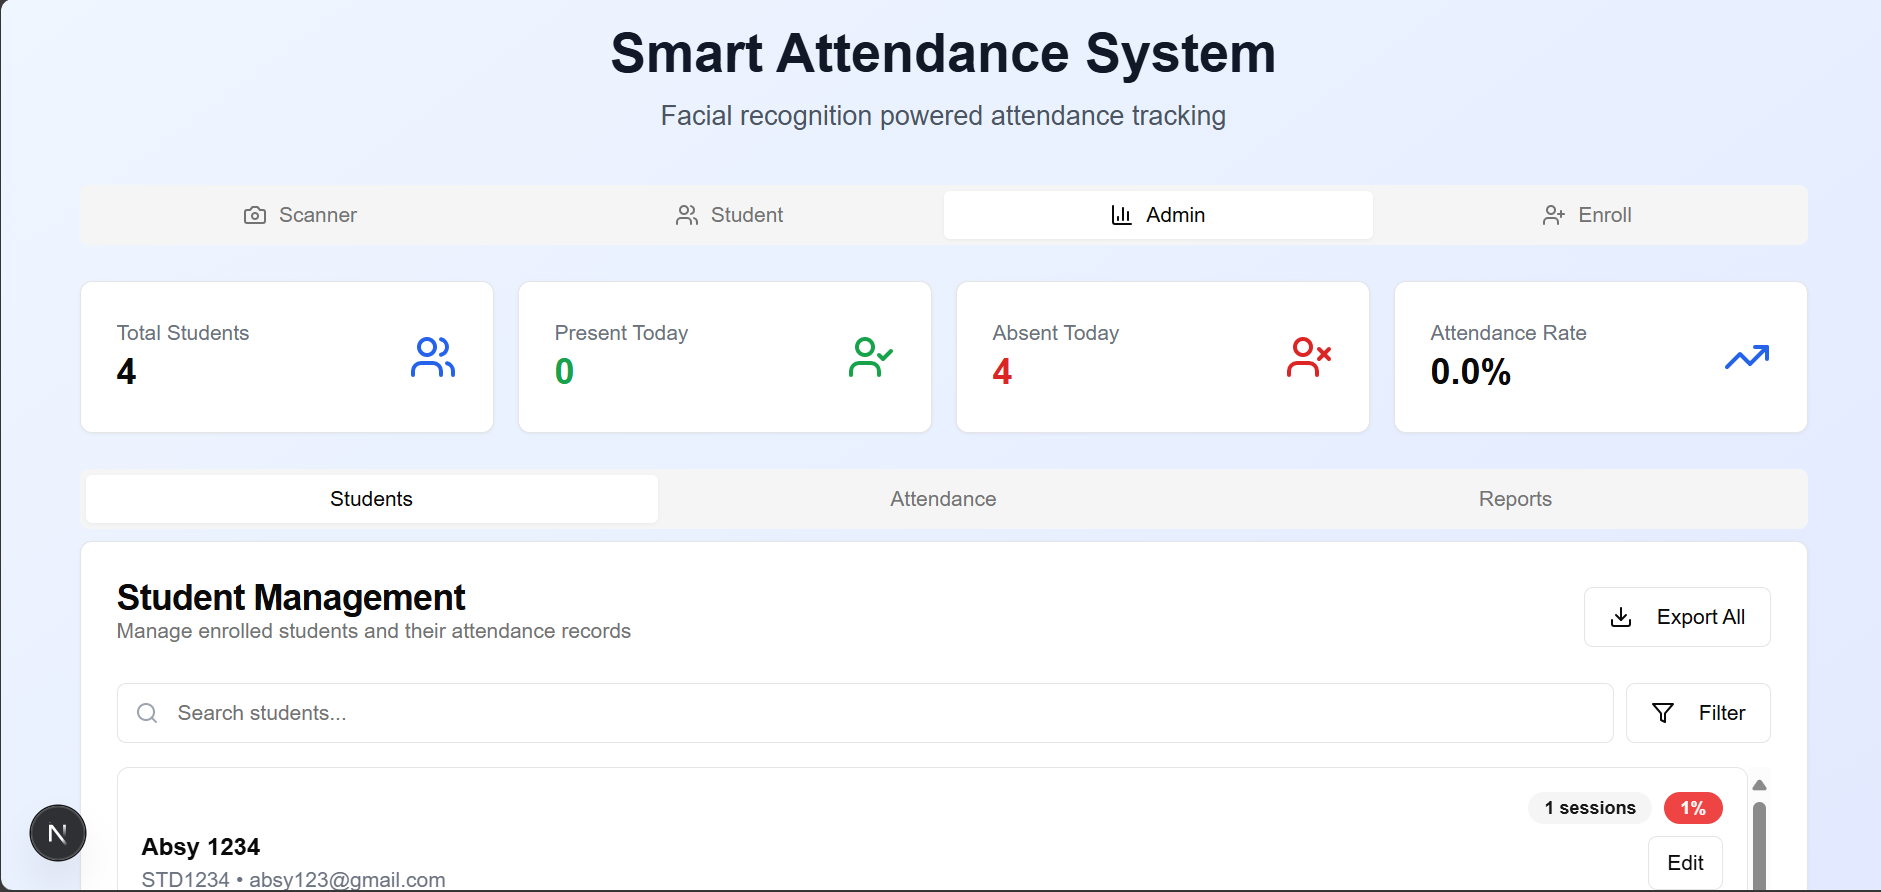 Smart Attendance System
Facial recognition powered attendance tracking
Scanner
Student
Admin
Enroll
Total Students
4
Present Today
0
Absent Today
4
Attendance Rate
0.0%
Students
Attendance
Reports
Student Management
Manage enrolled students and their attendance records
Export All
Search students...
Filter
1 sessions
1%
Absy 1234
Edit
STD1234 • absy123@gmail.com
N